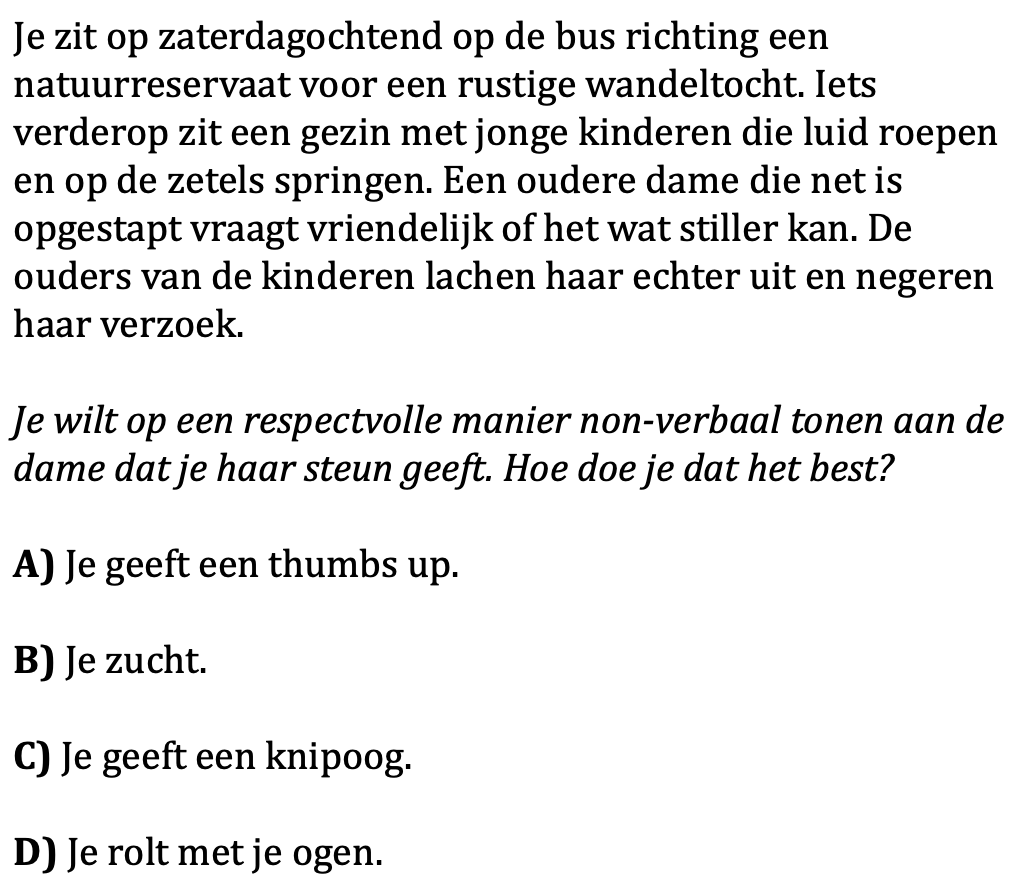 Je zit op zaterdagochtend op de bus richting een
natuurreservaat voor een rustige wandeltocht. Iets
verderop zit een gezin met jonge kinderen die luid roepen
en op de zetels springen. Een oudere dame die net is
opgestapt vraagt vriendelijk of het wat stiller kan. De
ouders van de kinderen lachen haar echter uit en negeren
haar verzoek.
Je wilt op een respectvolle manier non-verbaal tonen aan de
dame dat je haar steun geeft. Hoe doe je dat het best?
A) Je geeft een thumbs up.
B) Je zucht.
C) Je geeft een knipoog.
D) Je rolt met je ogen.